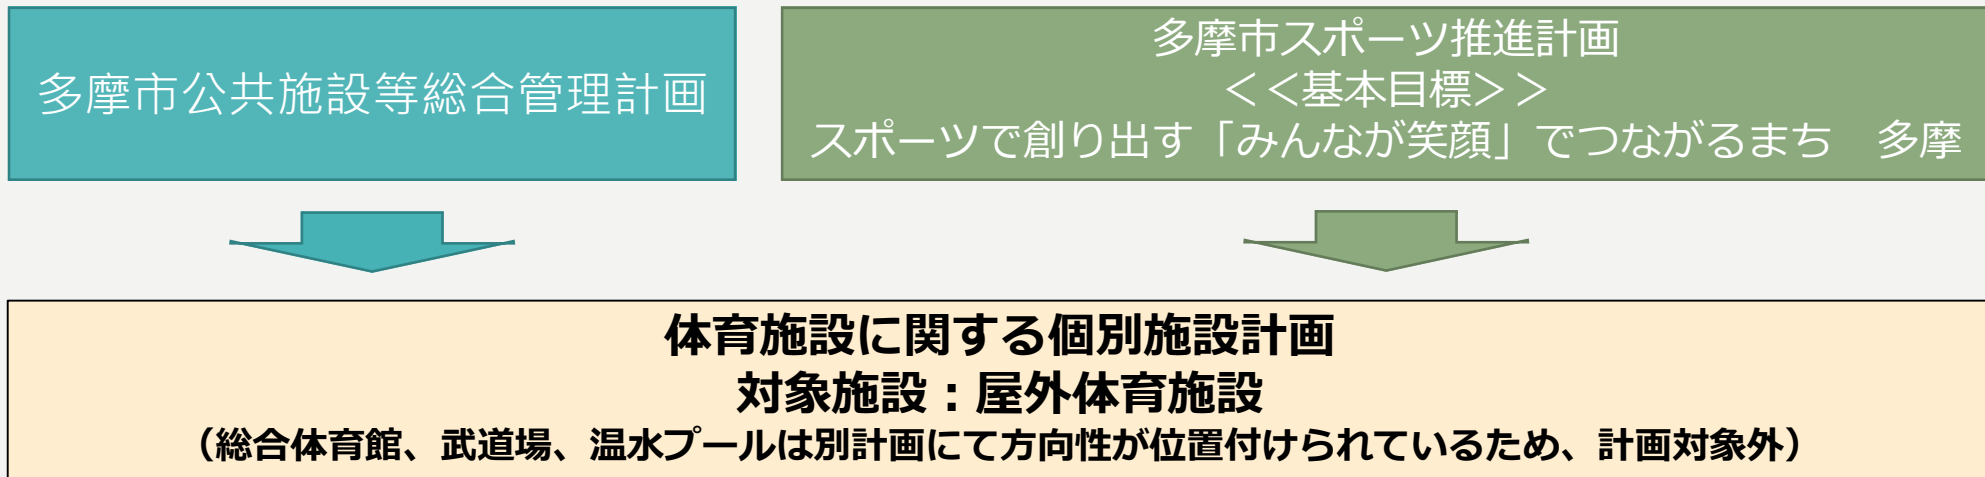 多摩市公共施設等総合管理計画
多摩市スポーツ推進計画
＜＜基本目標＞＞
スポーツで創り出す「みんなが笑顔」でつながるまち　多摩
体育施設に関する個別施設計画
対象施設：屋外体育施設
（総合体育館、武道場、温水プールは別計画にて方向性が位置付けられているため、計画対象外）